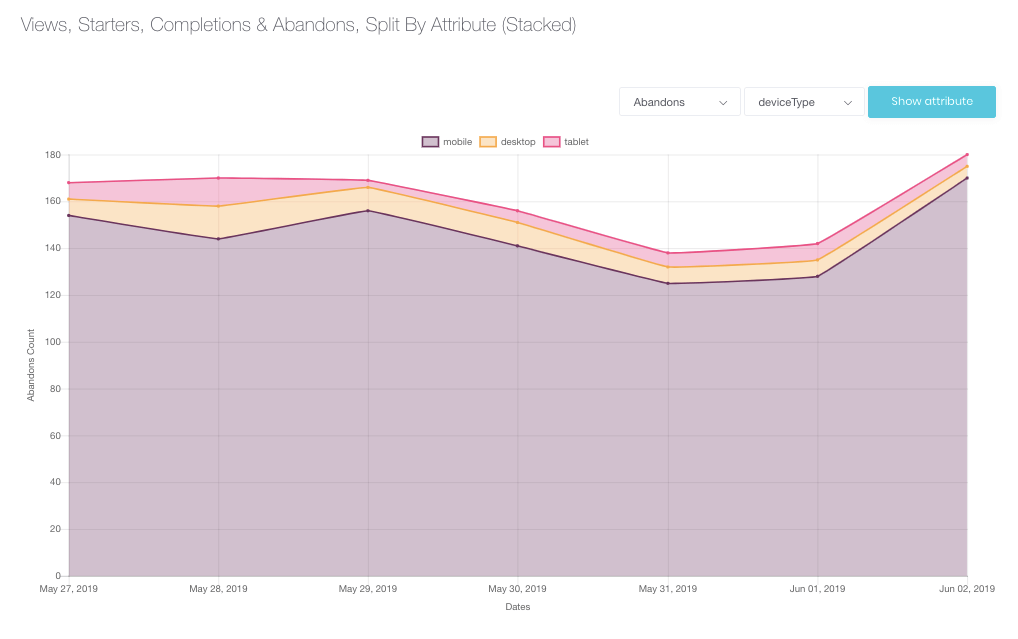 Views, Starters, Completions & Abandons, Split By Attribute (Stacked)
Abandons
deviceType
Show attribute
mobile
desktop
tablet
180
160
140
120
100
80
60
40
20
0
Abandons Count
May 27, 2019
May 28, 2019
May 29, 2019
May 30, 2019
May 31, 2019
Jun 01, 2019
Jun 02, 2019
Dates